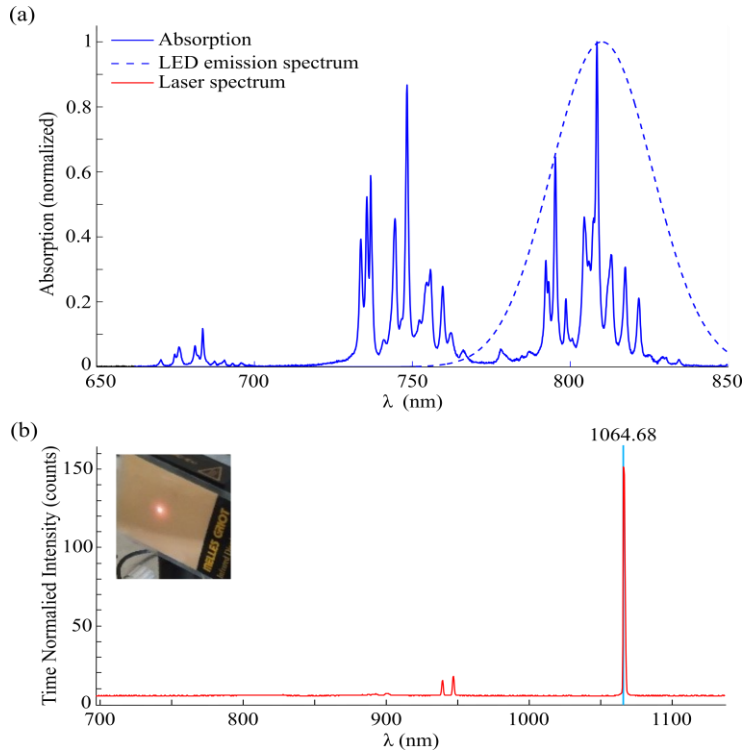 (a)
Absorption
LED emission spectrum
Laser spectrum
Absorption (normalized)
1
0.8
0.6
0.4
0.2
0
650 700 750 800 850
λ (nm)
(b)
1064.68
Time Normalied Intensity (counts)
150
100
50
0
MELLES GRIOT
700 800 900 1000 1100
λ (nm)